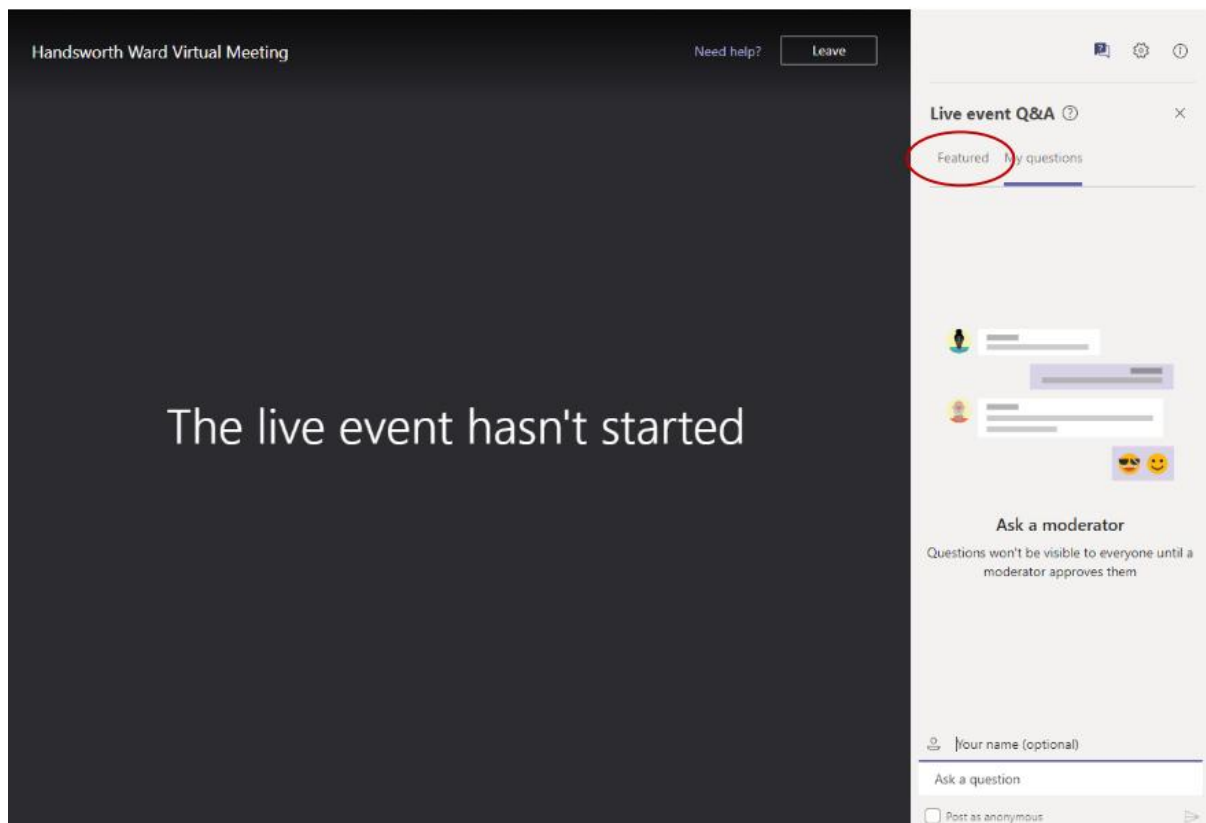 Handsworth Ward Virtual Meeting
Need help?
Leave
Live event Q&A
Featured
My questions
The live event hasn't started
Ask a moderator
Questions won't be visible to everyone until a
moderator approves them
Your name (optional)
Ask a question
Post as anonymous